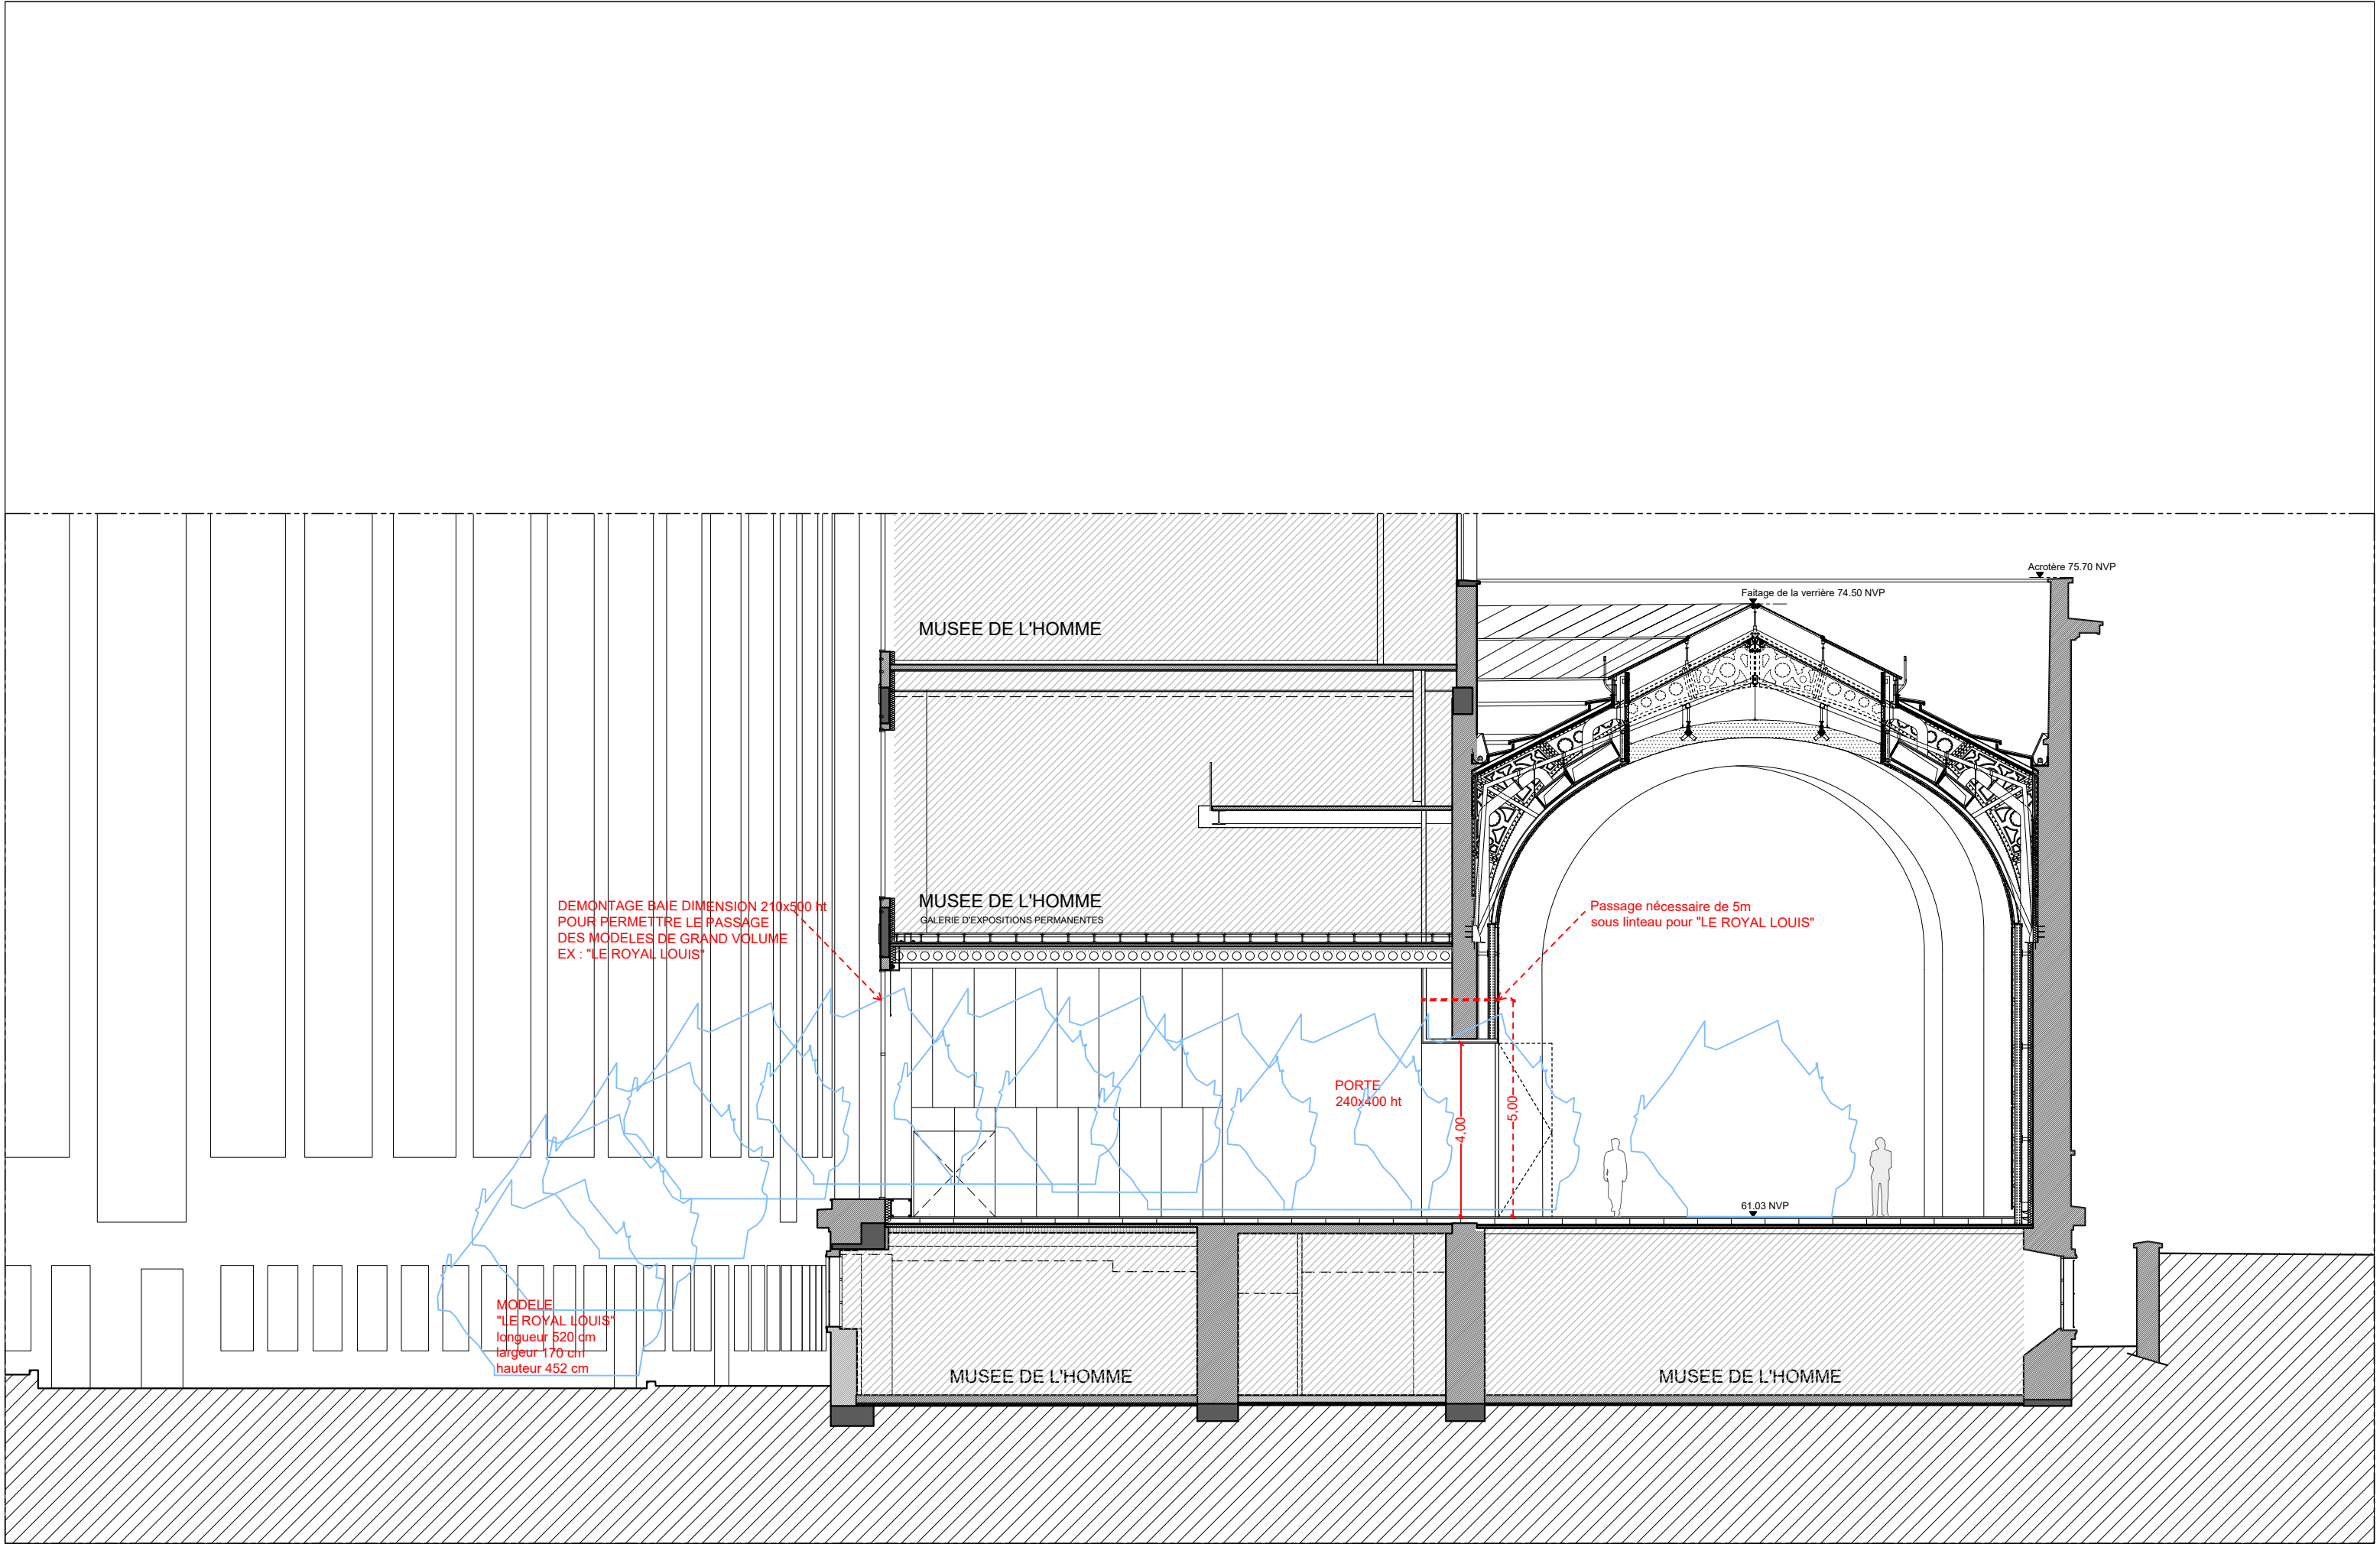 Acrotère 75.70 NVP
Faitage de la verrière 74.50 NVP
MUSEE DE L'HOMME
MUSEE DE L'HOMME
GALERIE D'EXPOSITIONS PERMANENTES
DEMONTAGE BAIE DIMENSION 210x500 ht
POUR PERMETTRE LE PASSAGE
DES MODELES DE GRAND VOLUME
EX : "LE ROYAL LOUIS"
Passage nécessaire de 5m
sous linteau pour "LE ROYAL LOUIS"
PORTE
240x400 ht
4,00
5,00
61.03 NVP
MODELE
"LE ROYAL LOUIS"
longueur 520 cm
largeur 170 cm
hauteur 452 cm
MUSEE DE L'HOMME
MUSEE DE L'HOMME